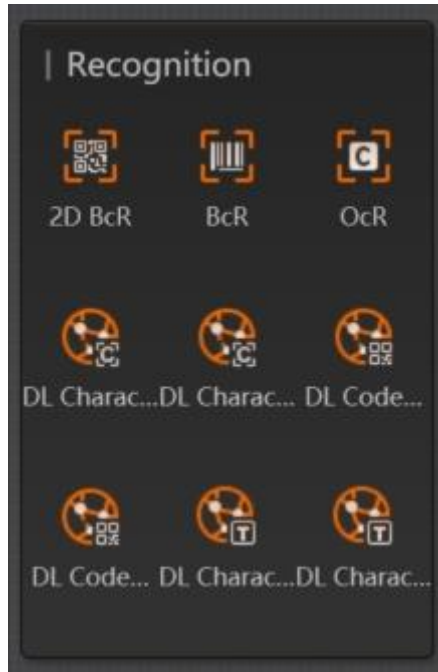 Recognition
2D BcR BcR OcR
DL Charac... DL Charac... DL Code...
DL Code... DL Charac... DL Charac...